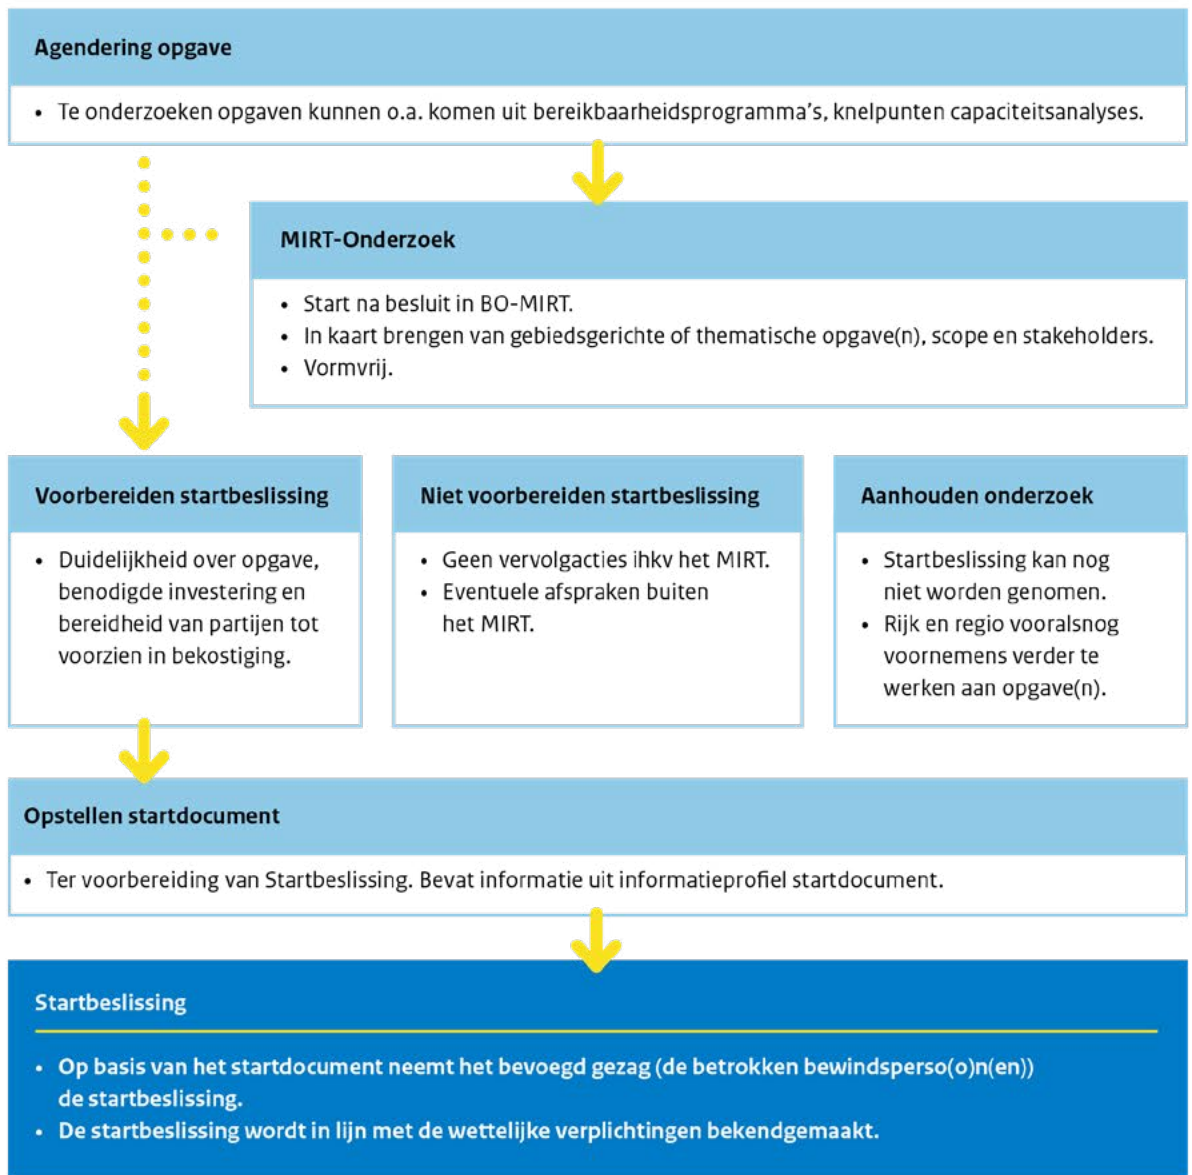 Agendering opgave
• Te onderzoeken opgaven kunnen o.a. komen uit bereikbaarheidsprogramma's, knelpunten capaciteitsanalyses.
MIRT-Onderzoek
• Start na besluit in BO-MIRT.
• In kaart brengen van gebiedsgerichte of thematische opgave(n), scope en stakeholders.
• Vormvrij.
Voorbereiden startbeslissing
• Duidelijkheid over opgave,
benodigde investering en
bereidheid van partijen tot
voorzien in bekostiging.
Niet voorbereiden startbeslissing
• Geen vervolgacties ihkv het MIRT.
• Eventuele afspraken buiten
het MIRT.
Aanhouden onderzoek
• Startbeslissing kan nog
niet worden genomen.
• Rijk en regio vooralsnog
voornemens verder te
werken aan opgave(n).
Opstellen startdocument
• Ter voorbereiding van Startbeslissing. Bevat informatie uit informatieprofiel startdocument.
Startbeslissing
• Op basis van het startdocument neemt het bevoegd gezag (de betrokken bewindsperso(o)n(en))
de startbeslissing.
• De startbeslissing wordt in lijn met de wettelijke verplichtingen bekendgemaakt.